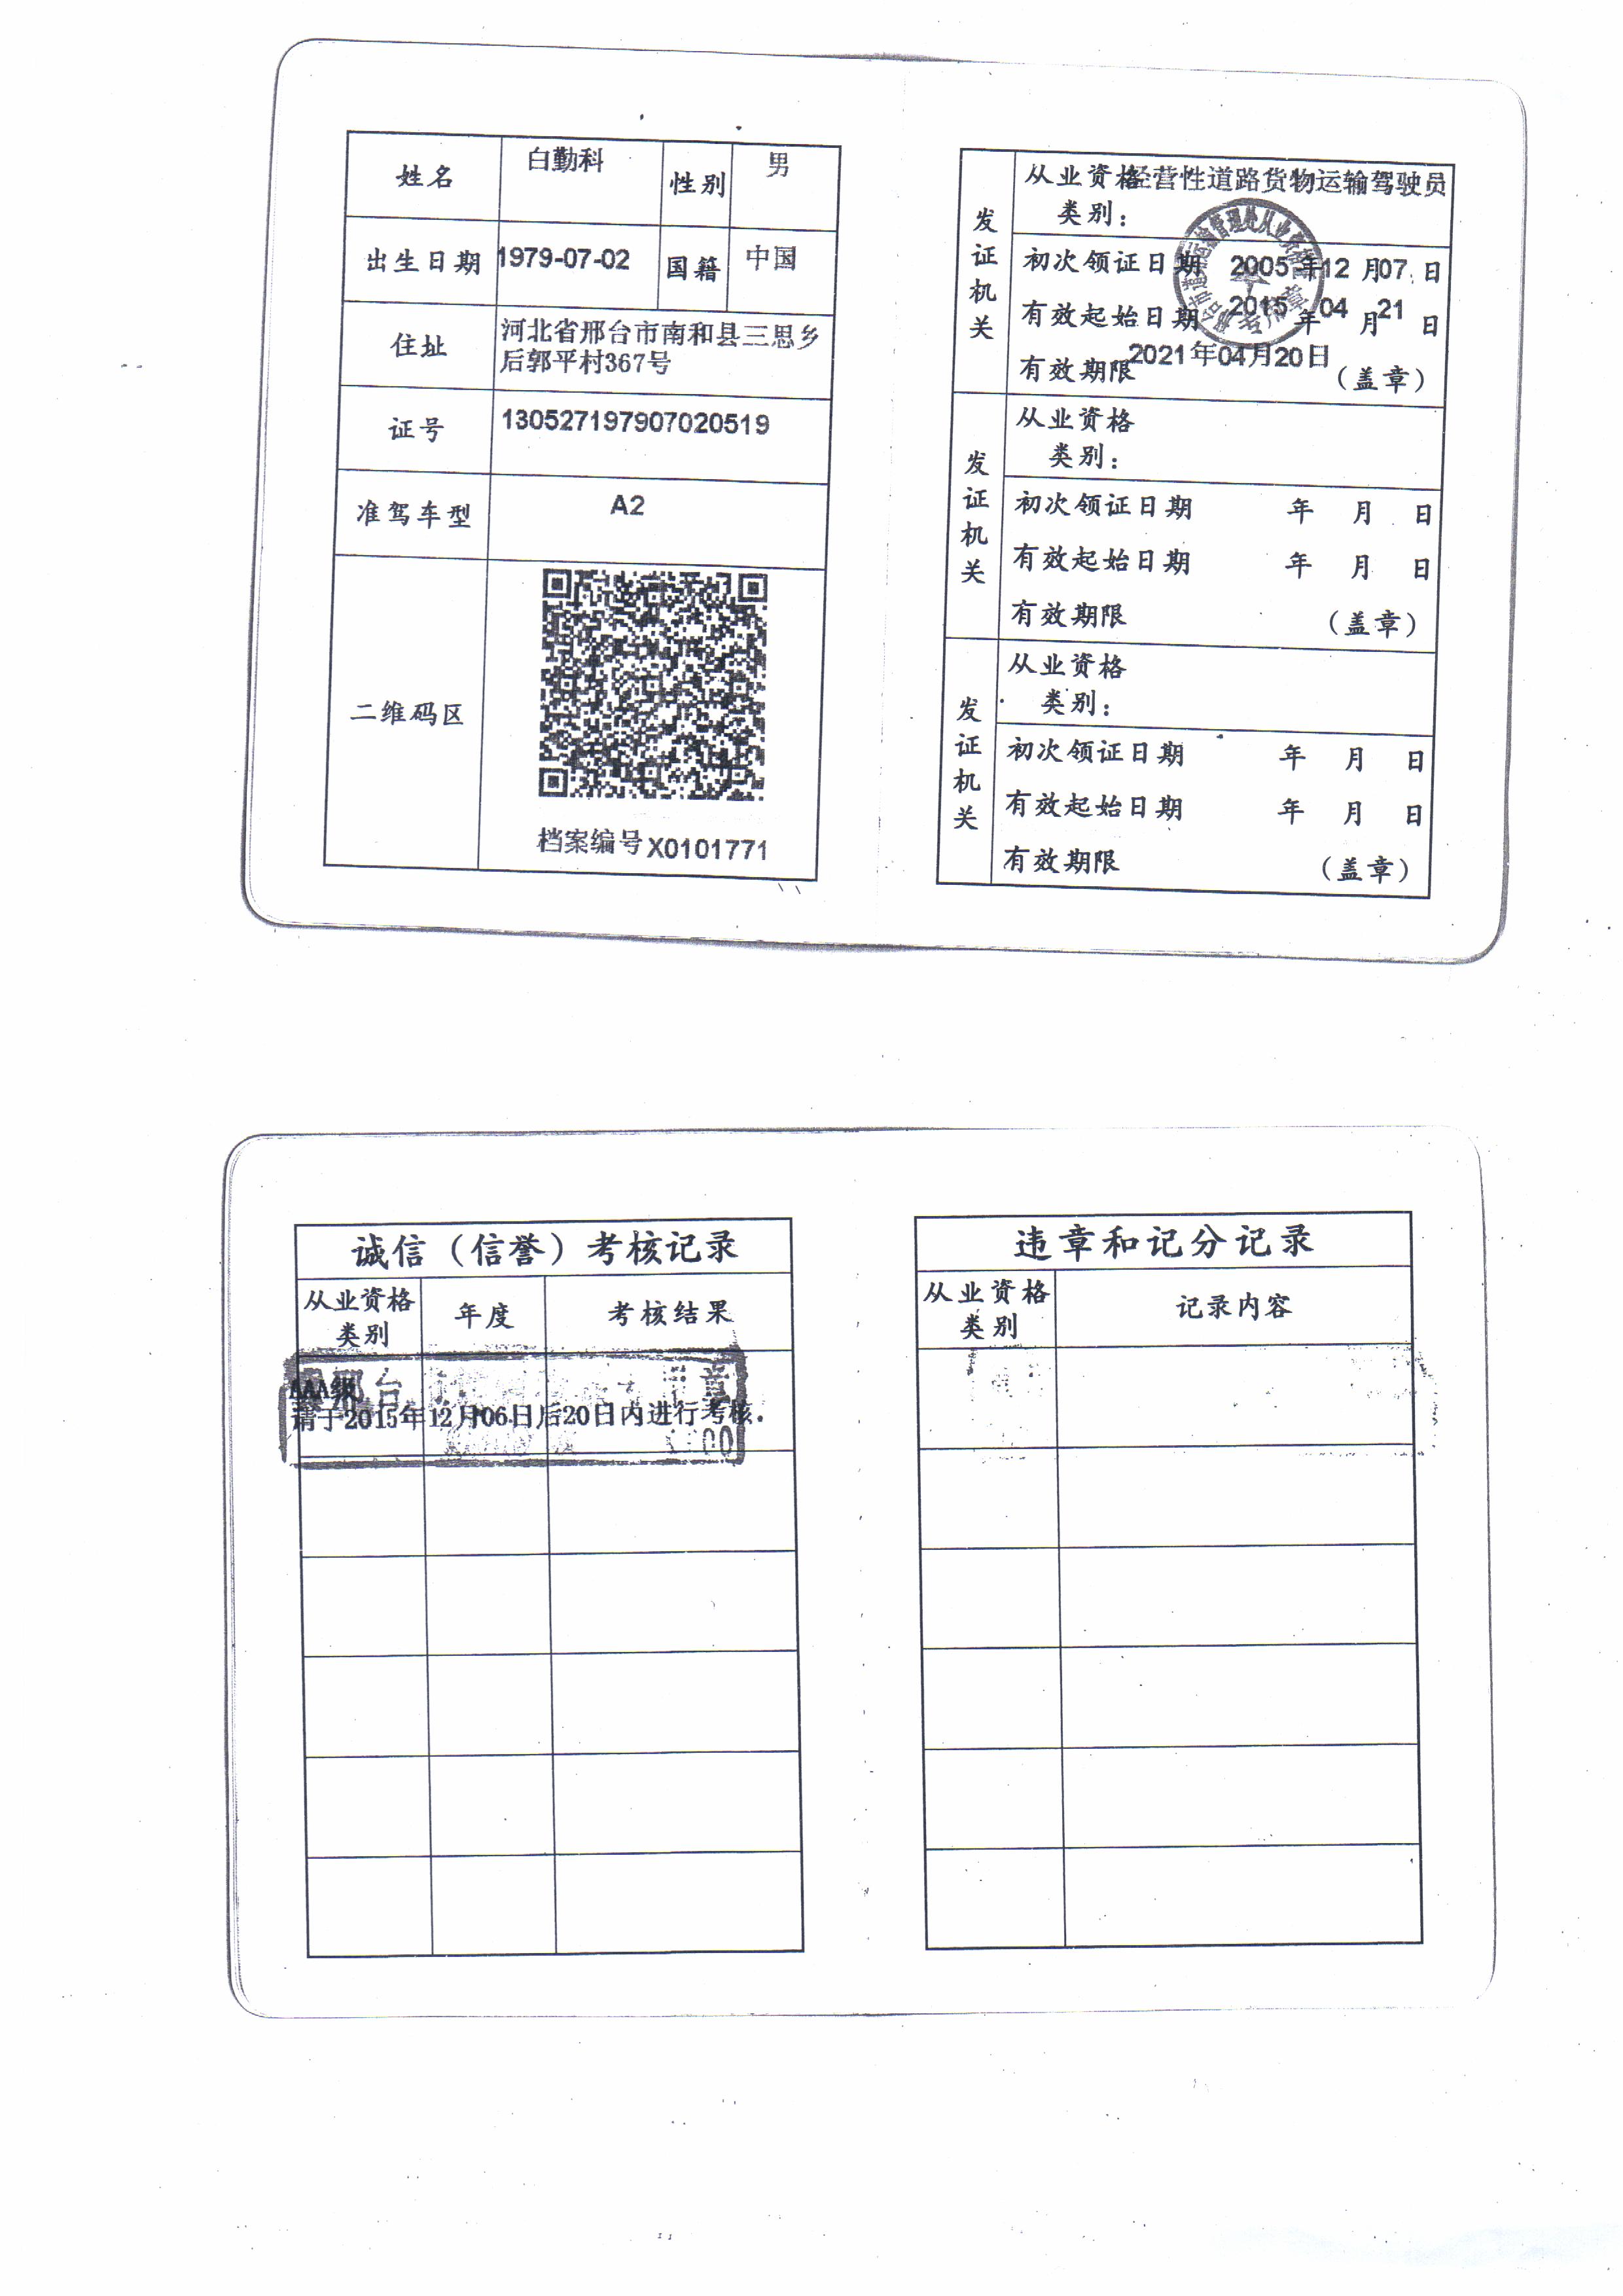 姓名 白勤科 性别 男
出生日期 1979-07-02 国籍 中国
住址 河北省邢台市南和县三思乡
后郭平村367号
证号 130527197907020519
准驾车型 A2
二维码区
档案编号 X0101771
发证机关
从业资格 经营性道路货物运输驾驶员
类别：
初次领证日期 2005年12月07日
有效起始日期 2015年04月21日
有效期限 2021年04月20日
（盖章）
发证机关
从业资格
类别：
初次领证日期 年 月 日
有效起始日期 年 月 日
有效期限 （盖章）
发证机关
从业资格
类别：
初次领证日期 年 月 日
有效起始日期 年 月 日
有效期限 （盖章）
诚信（信誉）考核记录
从业资格
类别
年度 考核结果
AAA级
请于2015年12月06日后20日内进行考核.
违章和记分记录
从业资格
类别
记录内容